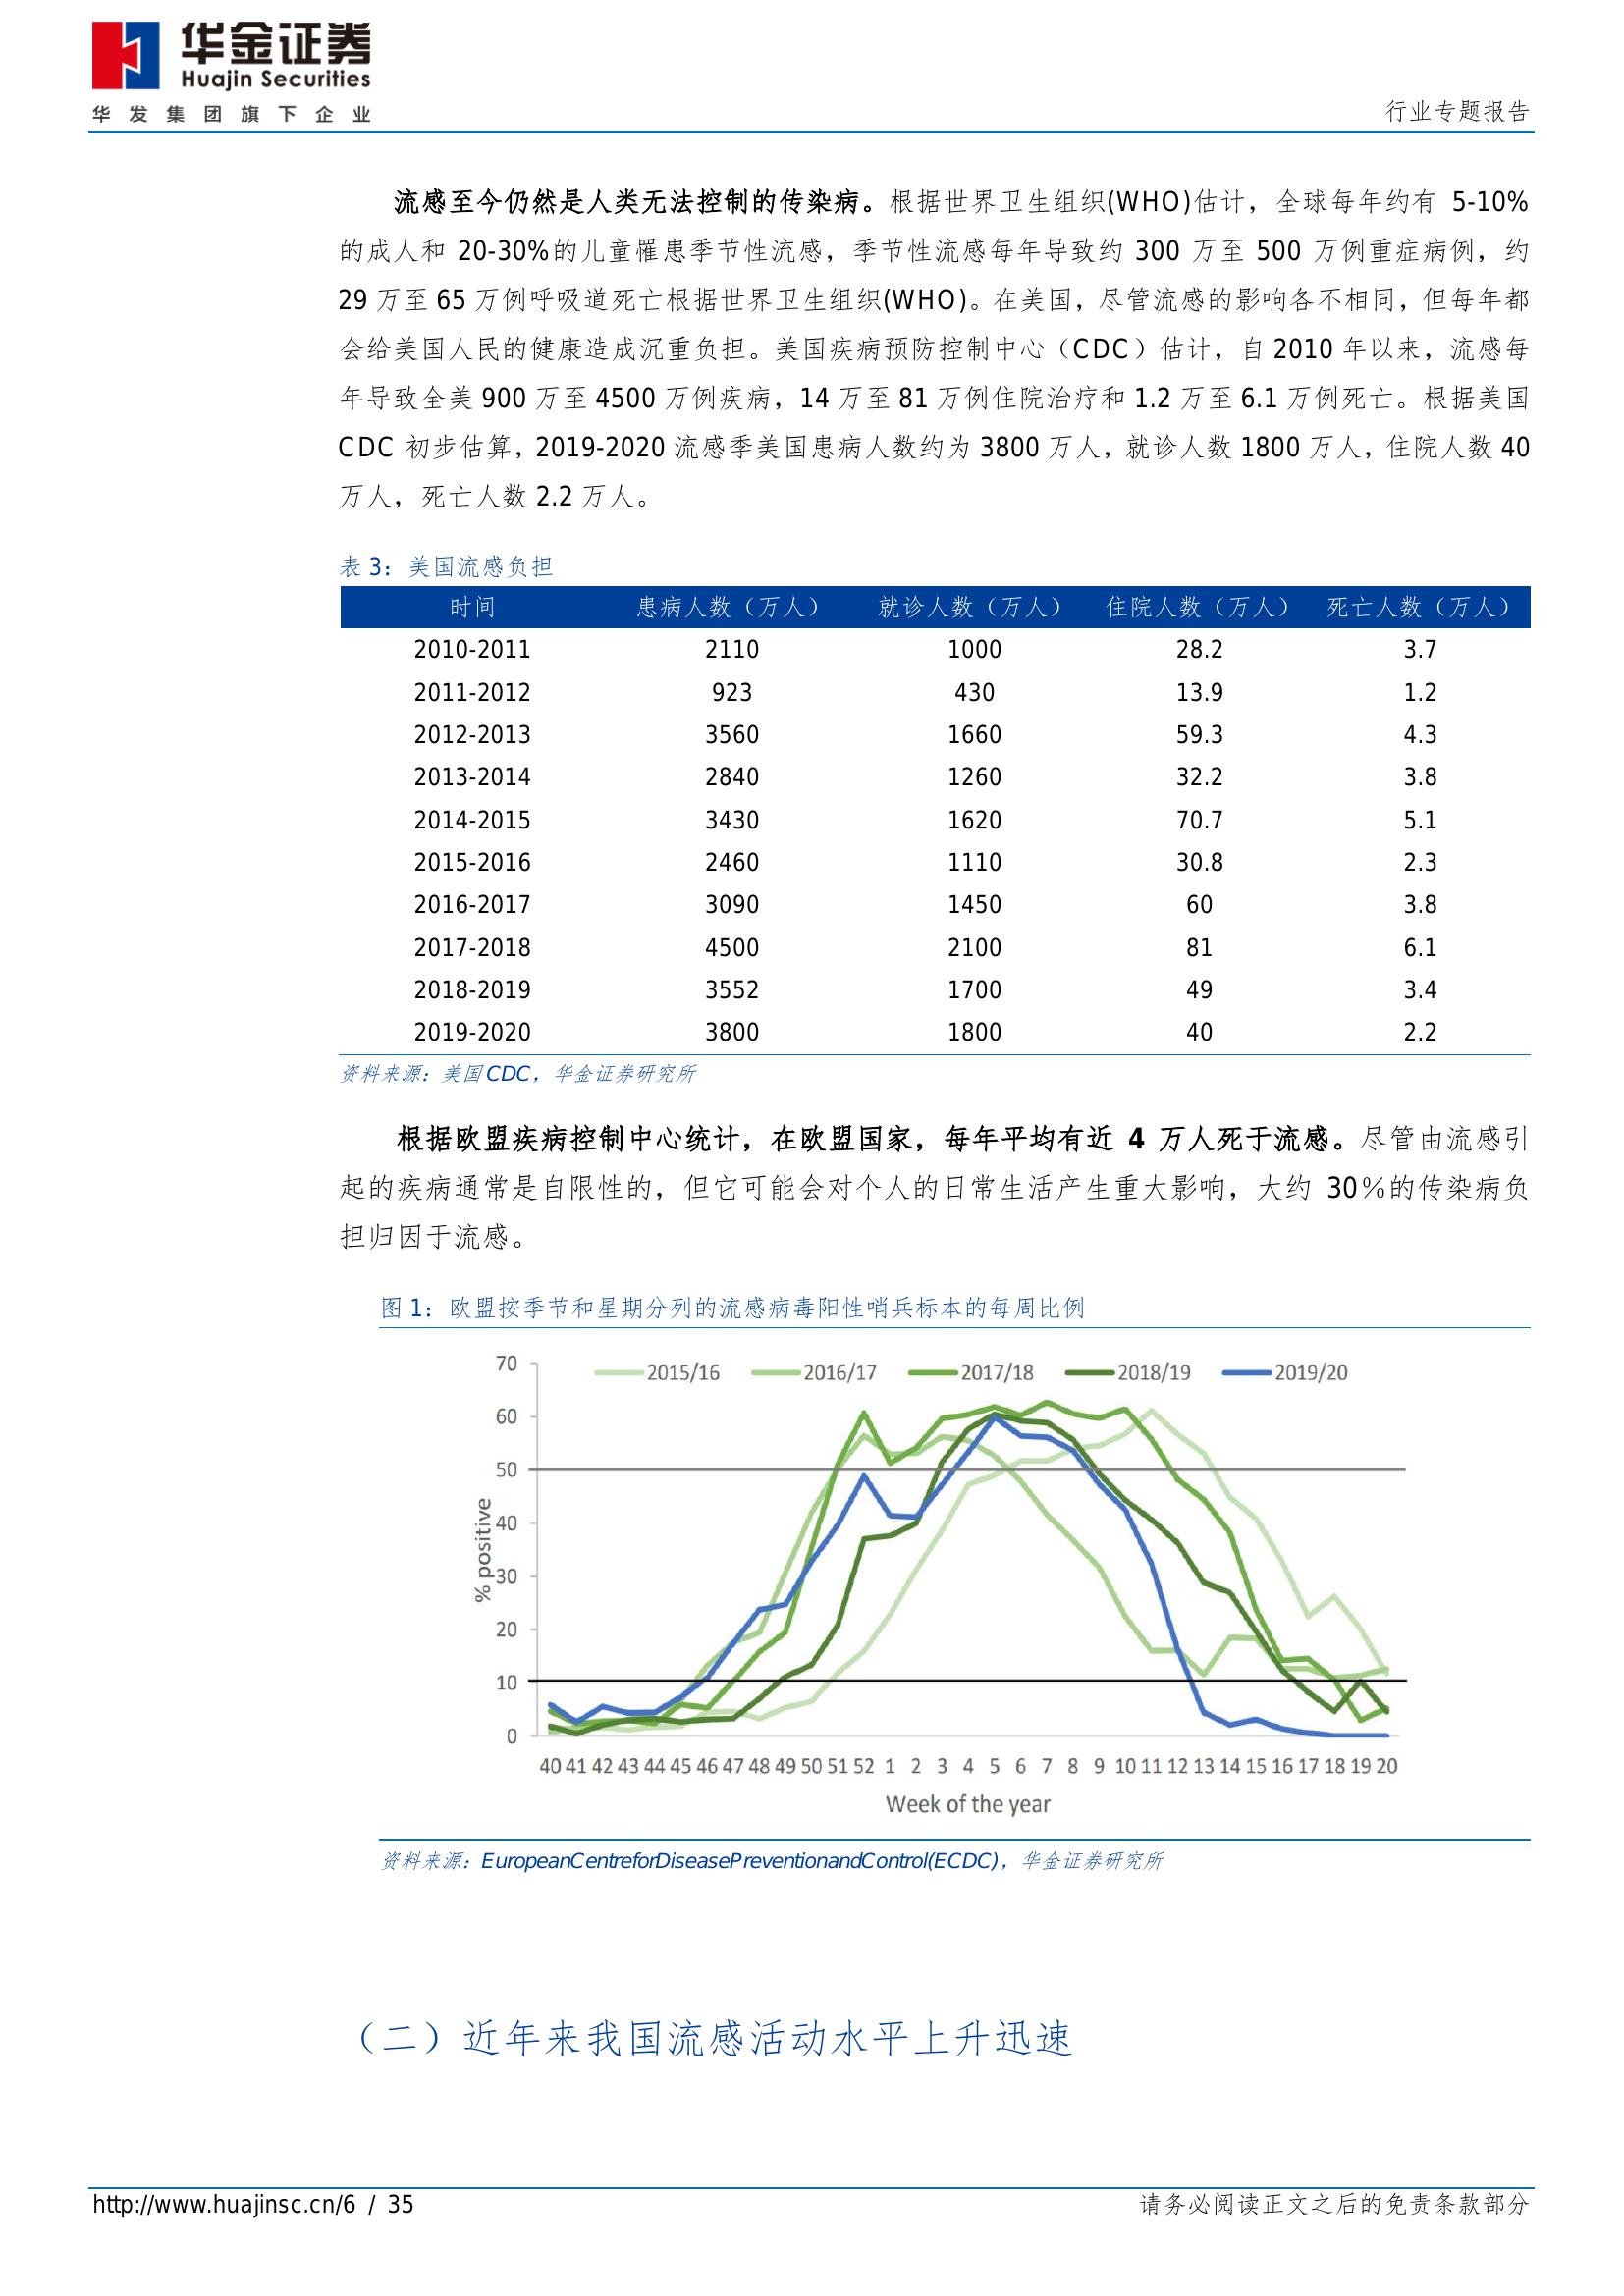 华金证券
Huajin Securities
华发集团旗下企业
行业专题报告
流感至今仍然是人类无法控制的传染病。根据世界卫生组织(WHO)估计，全球每年约有 5-10%
的成人和 20-30%的儿童罹患季节性流感，季节性流感每年导致约 300 万至 500 万例重症病例，约
29 万至 65 万例呼吸道死亡根据世界卫生组织(WHO)。在美国，尽管流感的影响各不相同，但每年都
会给美国人民的健康造成沉重负担。美国疾病预防控制中心（CDC）估计，自 2010 年以来，流感每
年导致全美 900 万至 4500 万例疾病，14 万至 81 万例住院治疗和 1.2 万至 6.1 万例死亡。根据美国
CDC 初步估算，2019-2020 流感季美国患病人数约为 3800 万人，就诊人数 1800 万人，住院人数 40
万人，死亡人数 2.2 万人。
表 3：美国流感负担
时间 患病人数（万人） 就诊人数（万人） 住院人数（万人） 死亡人数（万人）
2010-2011 2110 1000 28.2 3.7
2011-2012 923 430 13.9 1.2
2012-2013 3560 1660 59.3 4.3
2013-2014 2840 1260 32.2 3.8
2014-2015 3430 1620 70.7 5.1
2015-2016 2460 1110 30.8 2.3
2016-2017 3090 1450 60 3.8
2017-2018 4500 2100 81 6.1
2018-2019 3552 1700 49 3.4
2019-2020 3800 1800 40 2.2
资料来源：美国 CDC，华金证券研究所
根据欧盟疾病控制中心统计，在欧盟国家，每年平均有近 4 万人死于流感。尽管由流感引
起的疾病通常是自限性的，但它可能会对个人的日常生活产生重大影响，大约 30％的传染病负
担归因于流感。
图 1：欧盟按季节和星期分列的流感病毒阳性哨兵标本的每周比例
2015/16 2016/17 2017/18 2018/19 2019/20
70
60
50
40
30
20
10
0
% positive
40 41 42 43 44 45 46 47 48 49 50 51 52 1 2 3 4 5 6 7 8 9 10 11 12 13 14 15 16 17 18 19 20
Week of the year
资料来源：EuropeanCentreforDiseasePreventionandControl(ECDC)，华金证券研究所
（二）近年来我国流感活动水平上升迅速
http://www.huajinsc.cn/6 / 35
请务必阅读正文之后的免责条款部分